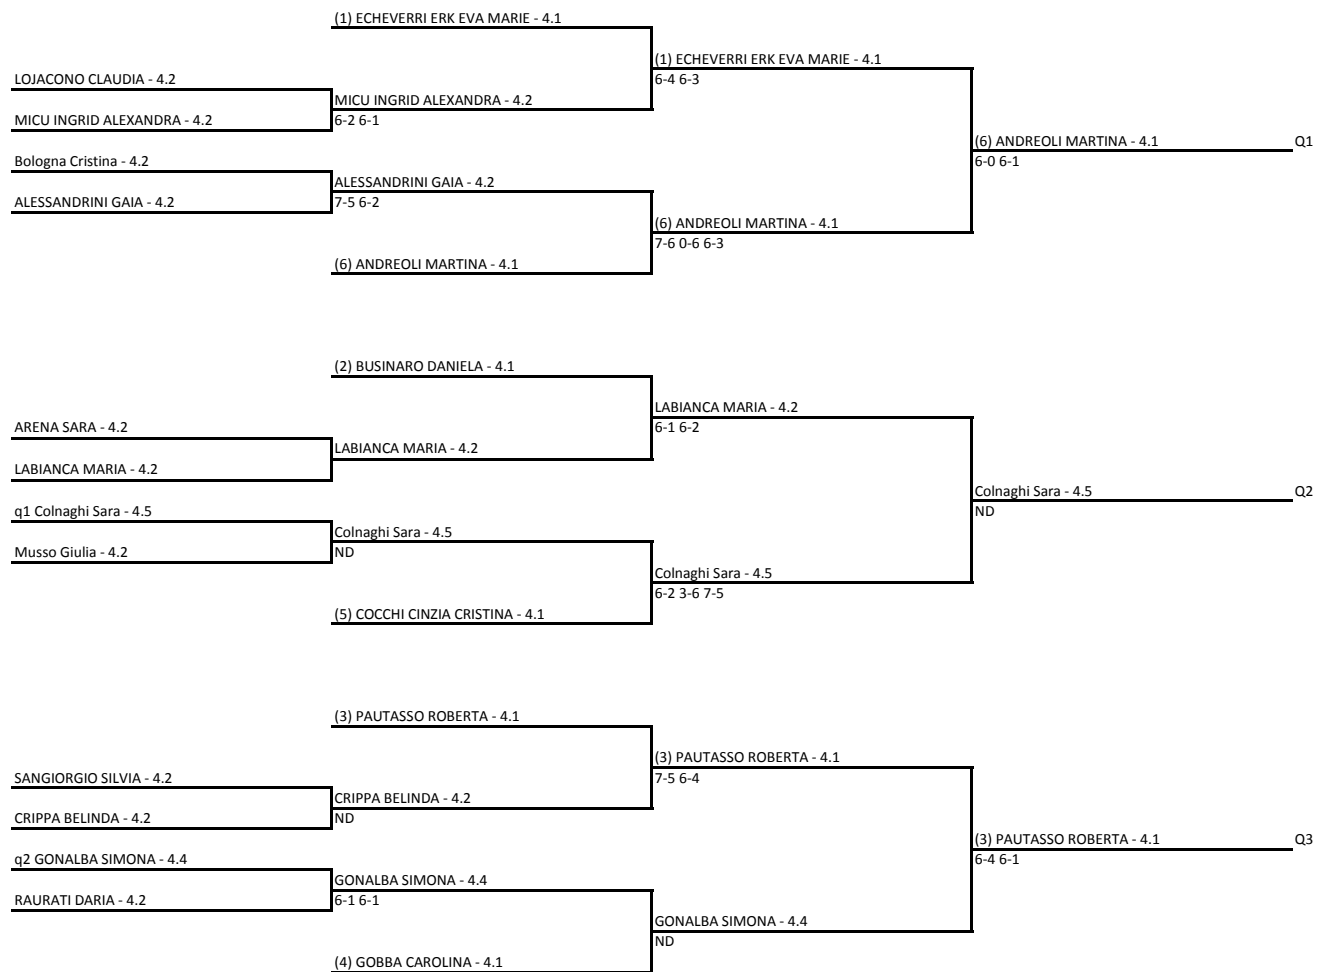 (1) ECHEVERRI ERK EVA MARIE - 4.1
(1) ECHEVERRI ERK EVA MARIE - 4.1
LOJACONO CLAUDIA - 4.2
6-4 6-3
MICU INGRID ALEXANDRA - 4.2
MICU INGRID ALEXANDRA - 4.2
6-2 6-1
(6) ANDREOLI MARTINA - 4.1
Q1
Bologna Cristina - 4.2
6-0 6-1
ALESSANDRINI GAIA - 4.2
ALESSANDRINI GAIA - 4.2
7-5 6-2
(6) ANDREOLI MARTINA - 4.1
7-6 0-6 6-3
(6) ANDREOLI MARTINA - 4.1
(2) BUSINARO DANIELA - 4.1
LABIANCA MARIA - 4.2
ARENA SARA - 4.2
6-1 6-2
LABIANCA MARIA - 4.2
LABIANCA MARIA - 4.2
Colnaghi Sara - 4.5
Q2
q1 Colnaghi Sara - 4.5
ND
Colnaghi Sara - 4.5
Musso Giulia - 4.2
ND
Colnaghi Sara - 4.5
6-2 3-6 7-5
(5) COCCHI CINZIA CRISTINA - 4.1
(3) PAUTASSO ROBERTA - 4.1
(3) PAUTASSO ROBERTA - 4.1
SANGIORGIO SILVIA - 4.2
7-5 6-4
CRIPPA BELINDA - 4.2
CRIPPA BELINDA - 4.2
ND
(3) PAUTASSO ROBERTA - 4.1
Q3
q2 GONALBA SIMONA - 4.4
6-4 6-1
GONALBA SIMONA - 4.4
RAURATI DARIA - 4.2
6-1 6-1
GONALBA SIMONA - 4.4
ND
(4) GOBBA CAROLINA - 4.1